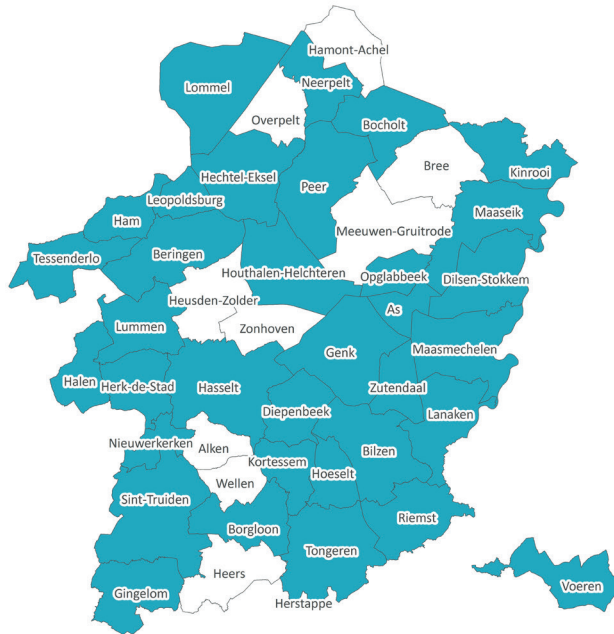 Hamont-Achel
Neerpelt
Lommel
Overpelt
Bocholt
Bree
Kinrooi
Hechtel-Eksel
Peer
Leopoldsburg
Maaseik
Ham
Meeuwen-Gruitrode
Beringen
Tessenderlo
Houthalen-Helchteren
Opglabbeek
Dilsen-Stokkem
Heusden-Zolder
As
Lummen
Zonhoven
Genk
Maasmechelen
Halen
Herk-de-Stad
Hasselt
Zutendaal
Diepenbeek
Lanaken
Nieuwerkerken
Alken
Bilzen
Kortessem
Hoeselt
Wellen
Sint-Truiden
Riemst
Borgloon
Tongeren
Heers
Voeren
Gingelom
Herstappe